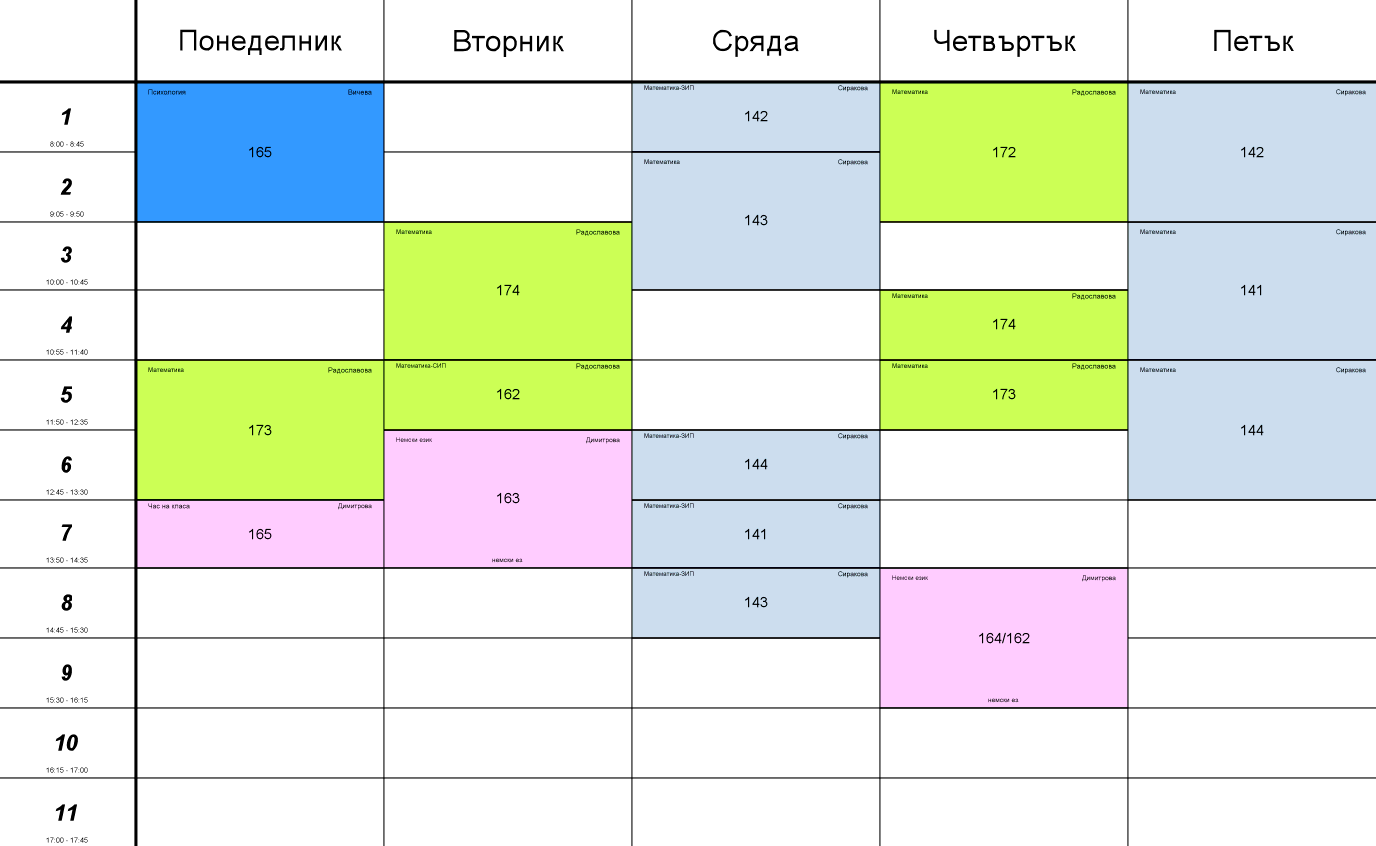 Понеделник Вторник Сряда Четвъртък Петък
Психология Вичева Математика-ЗИП Сиракова Математика Радославова Математика Сиракова
1 142
8:00 - 8:45
165 172 142
Математика Сиракова
2
9:05 - 9:50
143
Математика Радославова Математика Сиракова
3
10:00 - 10:45
174 141
Математика Радославова
4 174
10:55 - 11:40
Математика Радославова Математика-СИП Радославова Математика Радославова Математика Сиракова
5 162 173
11:50 - 12:35
173 144
Немски език Димитрова Математика-ЗИП Сиракова
6 144
12:45 - 13:30
163
Час на класа Димитрова Математика-ЗИП Сиракова
7 165 141
13:50 - 14:35 немски ез
Математика-ЗИП Сиракова Немски език Димитрова
8 143
14:45 - 15:30
164/162
9
15:30 - 16:15 немски ез
10
16:15 - 17:00
11
17:00 - 17:45